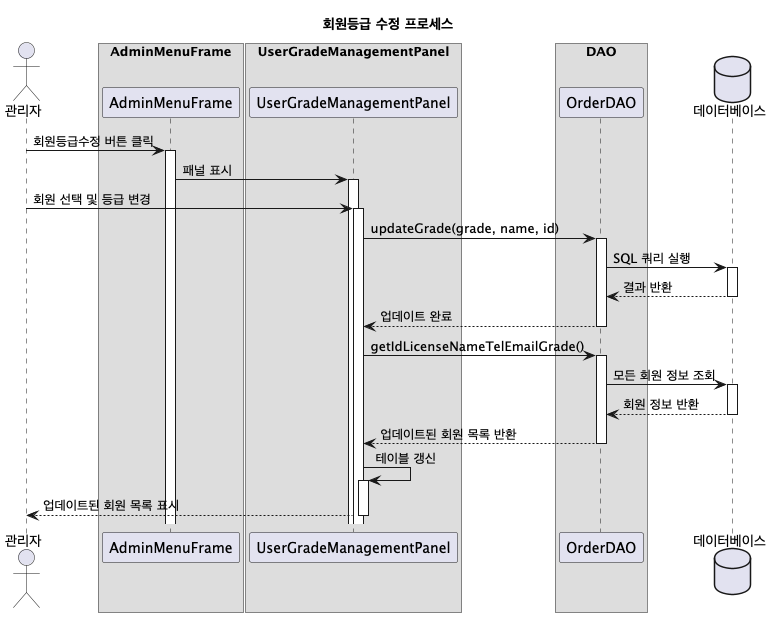 회원등급 수정 프로세스
AdminMenuFrame
UserGradeManagementPanel
DAO
관리자
AdminMenuFrame
UserGradeManagementPanel
OrderDAO
데이터베이스
회원등급수정 버튼 클릭
패널 표시
회원 선택 및 등급 변경
updateGrade(grade, name, id)
SQL 쿼리 실행
결과 반환
업데이트 완료
getIdLicenseNameTelEmailGrade()
모든 회원 정보 조회
회원 정보 반환
업데이트된 회원 목록 반환
테이블 갱신
업데이트된 회원 목록 표시
관리자
AdminMenuFrame
UserGradeManagementPanel
OrderDAO
데이터베이스